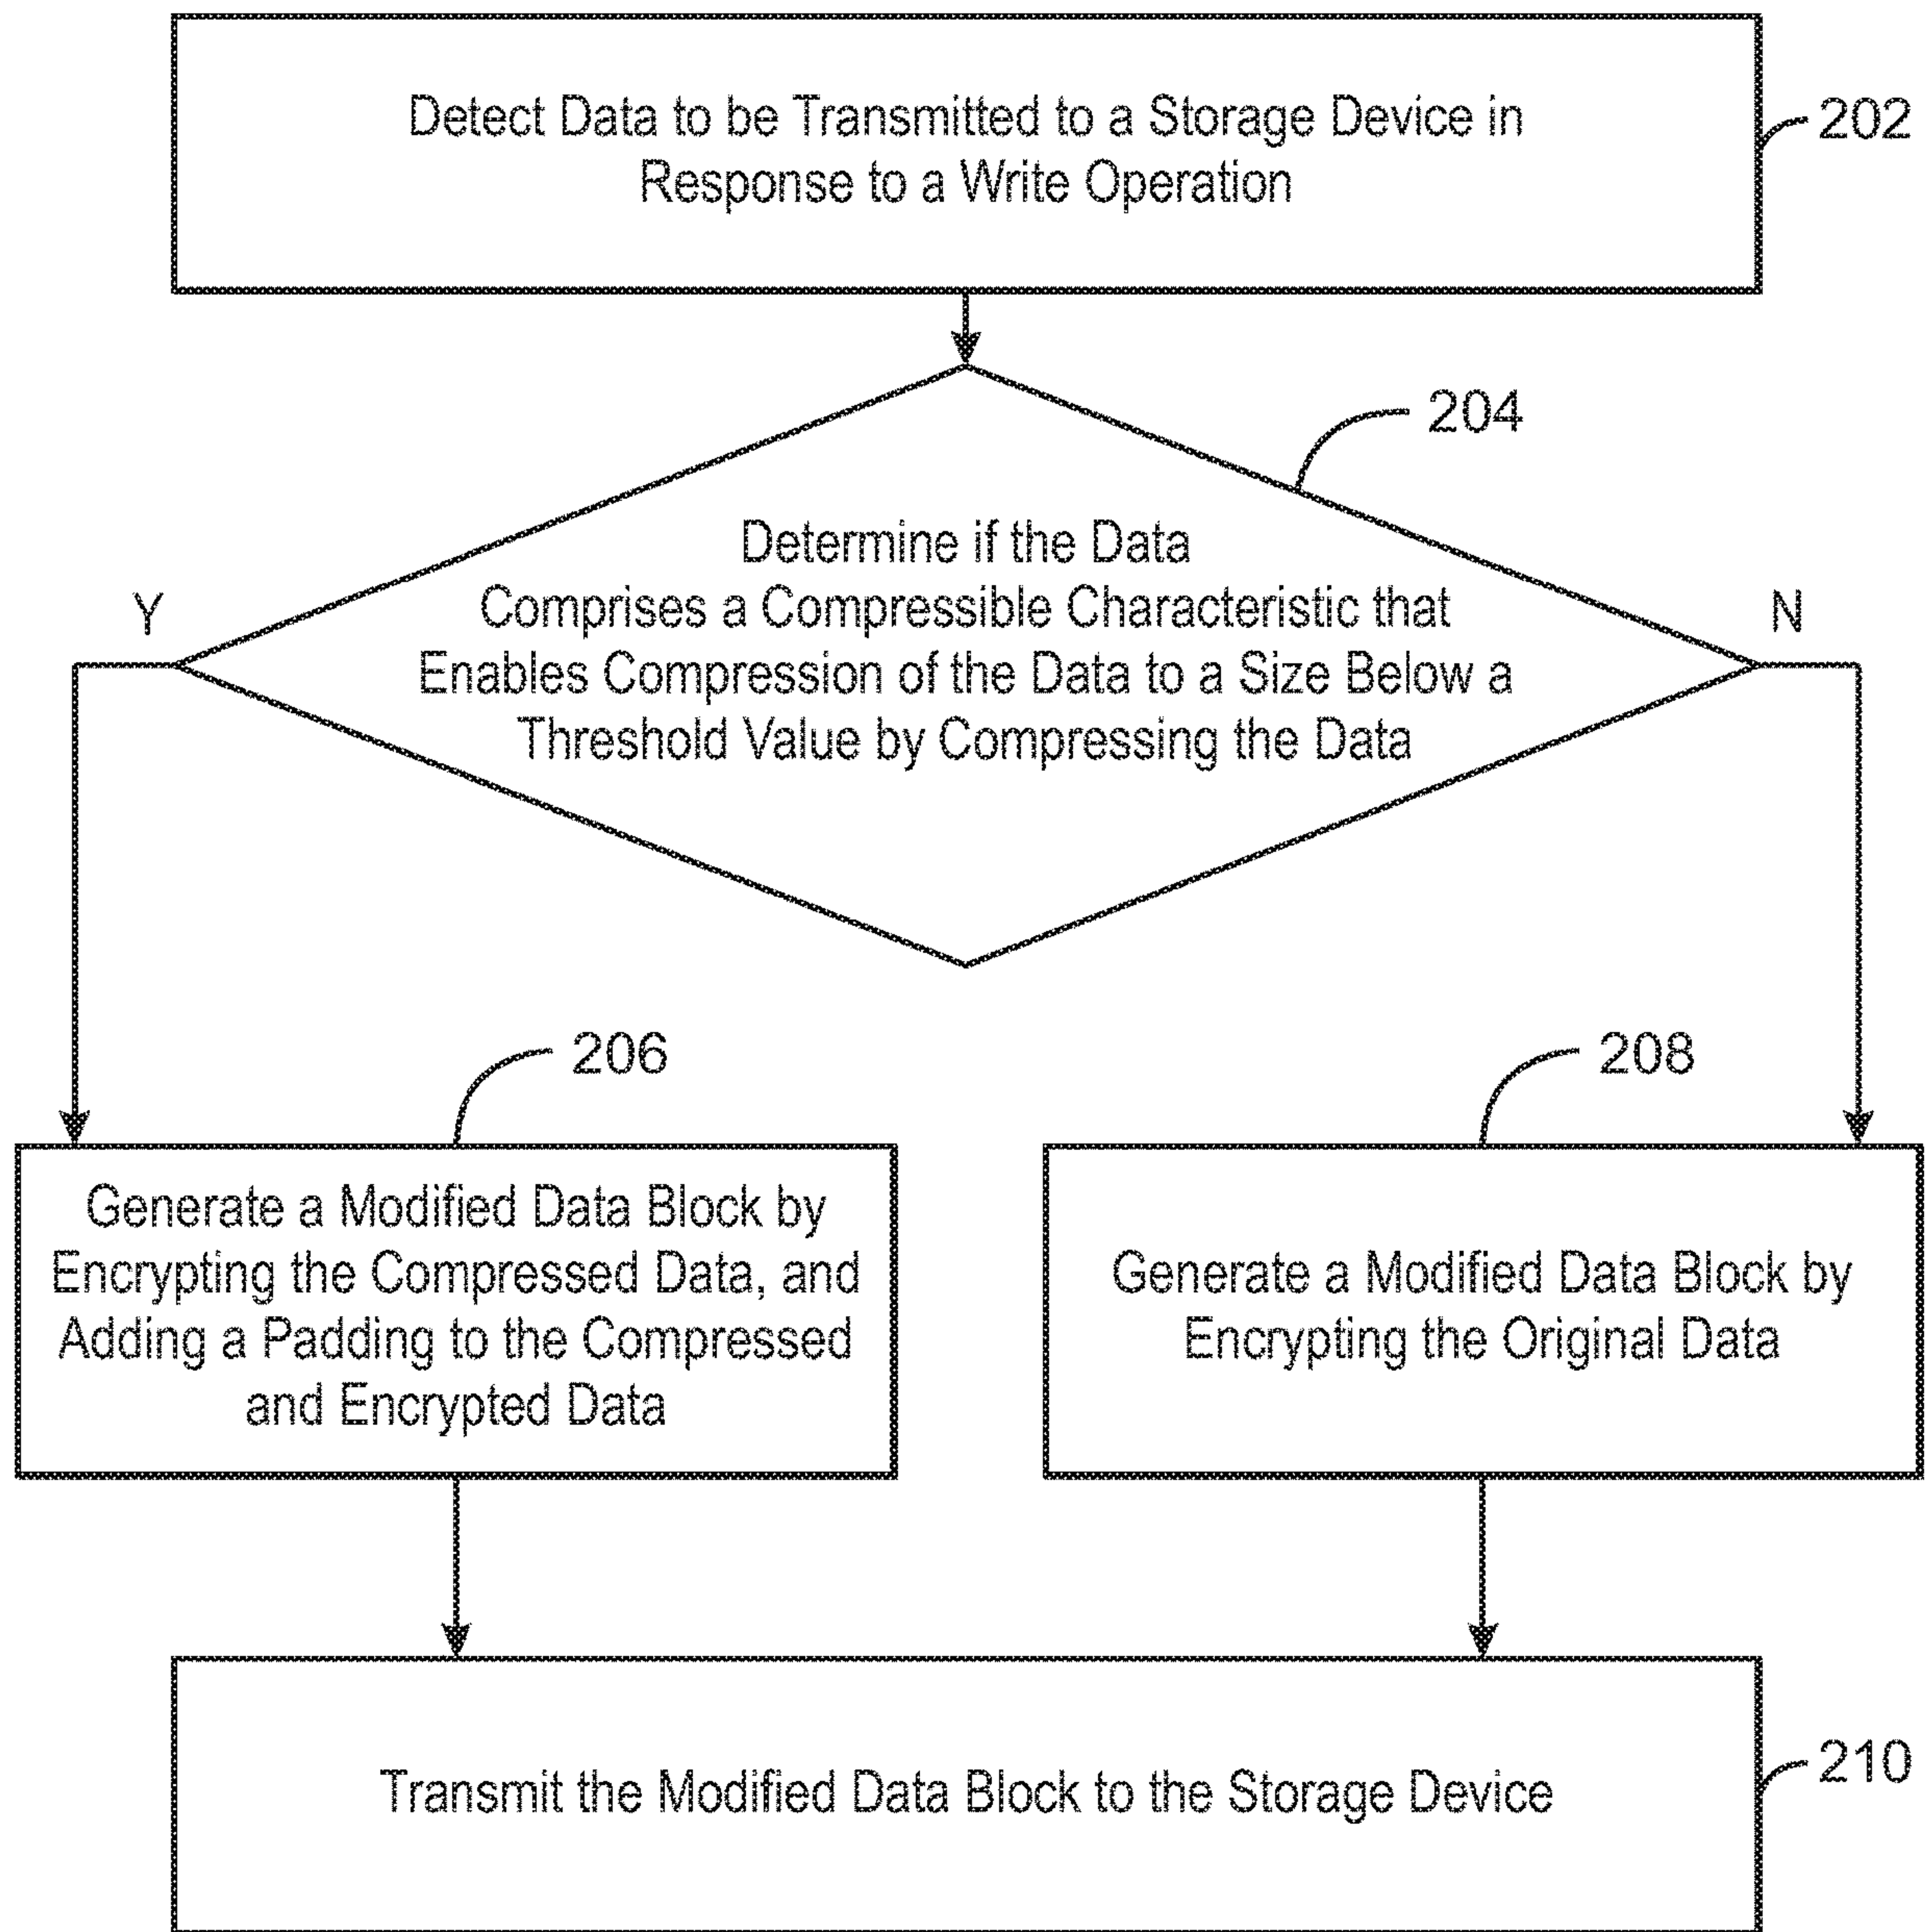 Detect Data to be Transmitted to a Storage Device in
Response to a Write Operation
202
204
Determine if the Data
Comprises a Compressible Characteristic that
Enables Compression of the Data to a Size Below a
Threshold Value by Compressing the Data
Y
N
206
208
Generate a Modified Data Block by
Encrypting the Compressed Data, and
Adding a Padding to the Compressed
and Encrypted Data
Generate a Modified Data Block by
Encrypting the Original Data
Transmit the Modified Data Block to the Storage Device
210